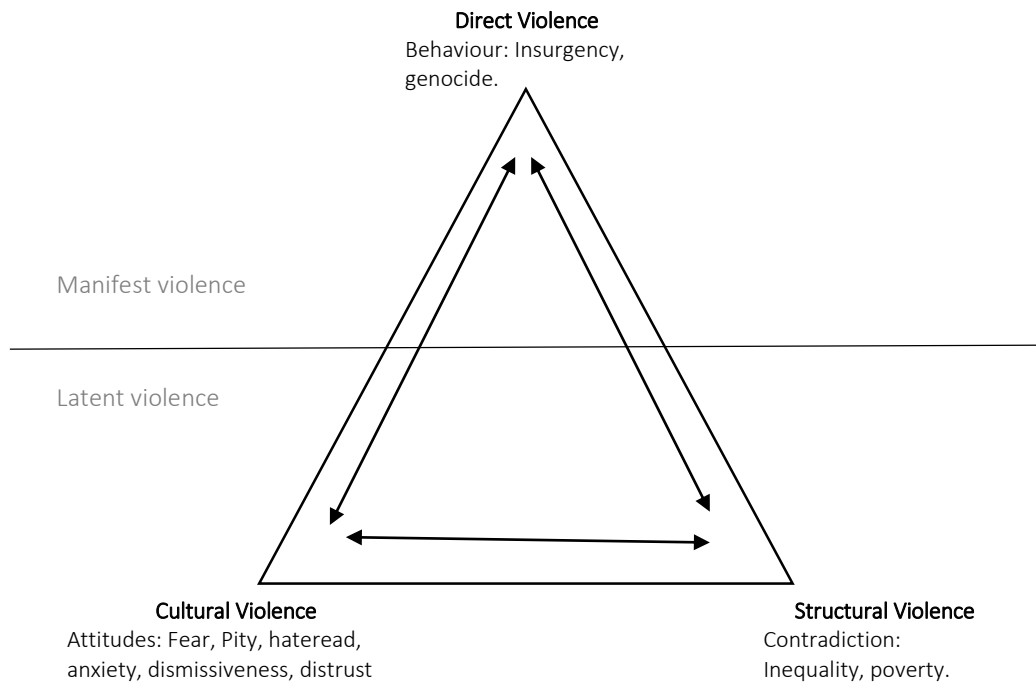 Direct Violence
Behaviour: Insurgency,
genocide.
Manifest violence
Latent violence
Cultural Violence
Attitudes: Fear, Pity, hateread,
anxiety, dismissiveness, distrust
Structural Violence
Contradiction:
Inequality, poverty.